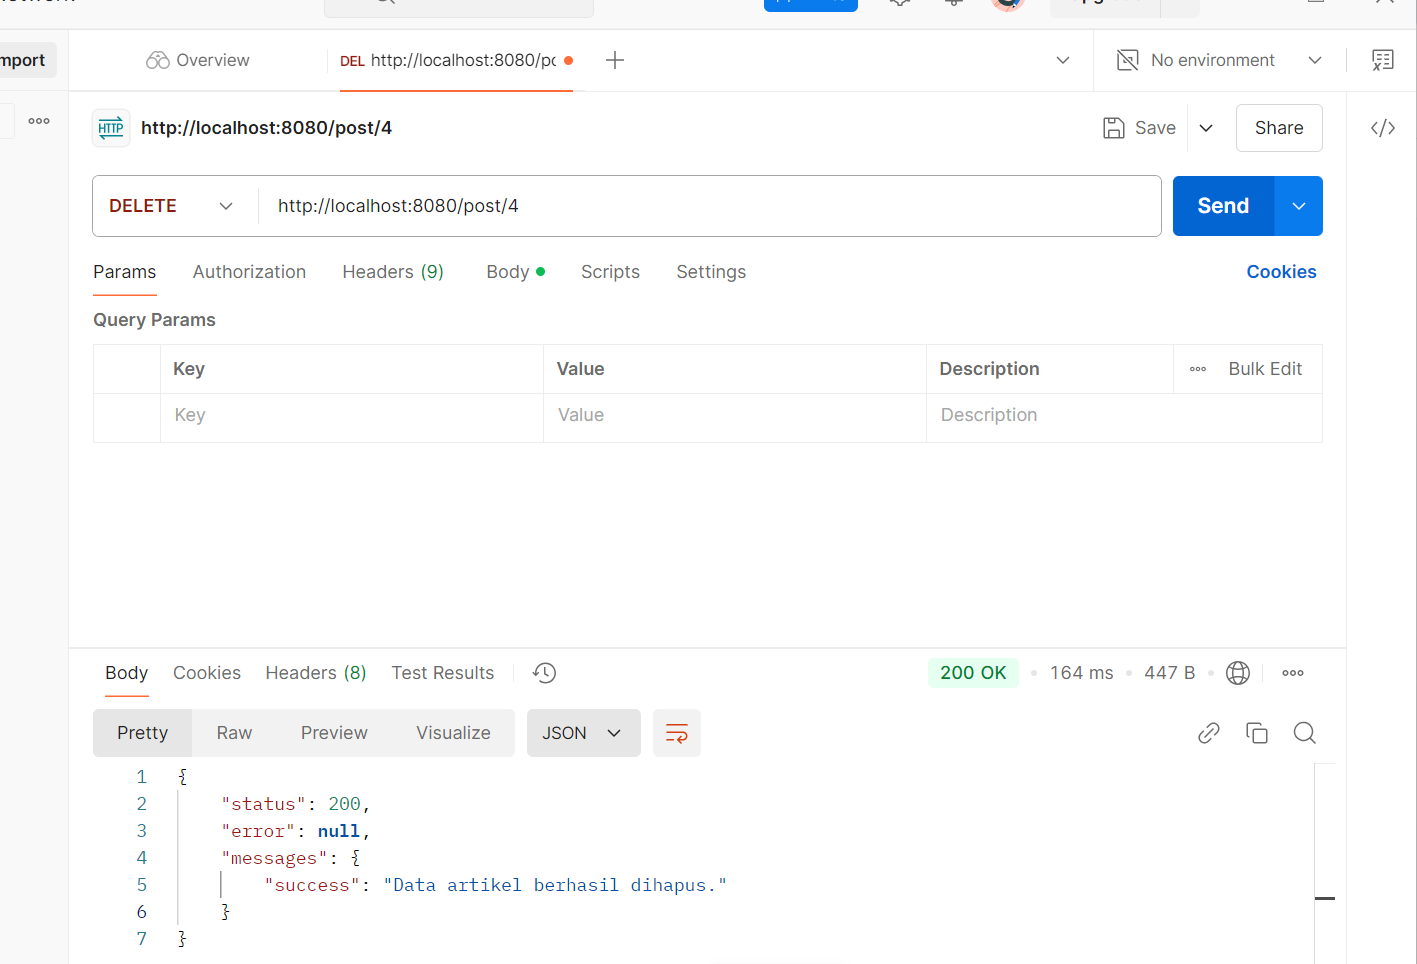 mport
Overview
DEL http://localhost:8080/pc
No environment
HTTP
http://localhost:8080/post/4
Save
Share
DELETE
http://localhost:8080/post/4
Send
Params
Authorization
Headers (9)
Body
Scripts
Settings
Cookies
Query Params
Key
Value
Description
Bulk Edit
Key
Value
Description
Body
Cookies
Headers (8)
Test Results
200 OK
164 ms
447 B
Pretty
Raw
Preview
Visualize
JSON
1 {
2 "status": 200,
3 "error": null,
4 "messages": {
5 "success": "Data artikel berhasil dihapus."
6 }
7 }